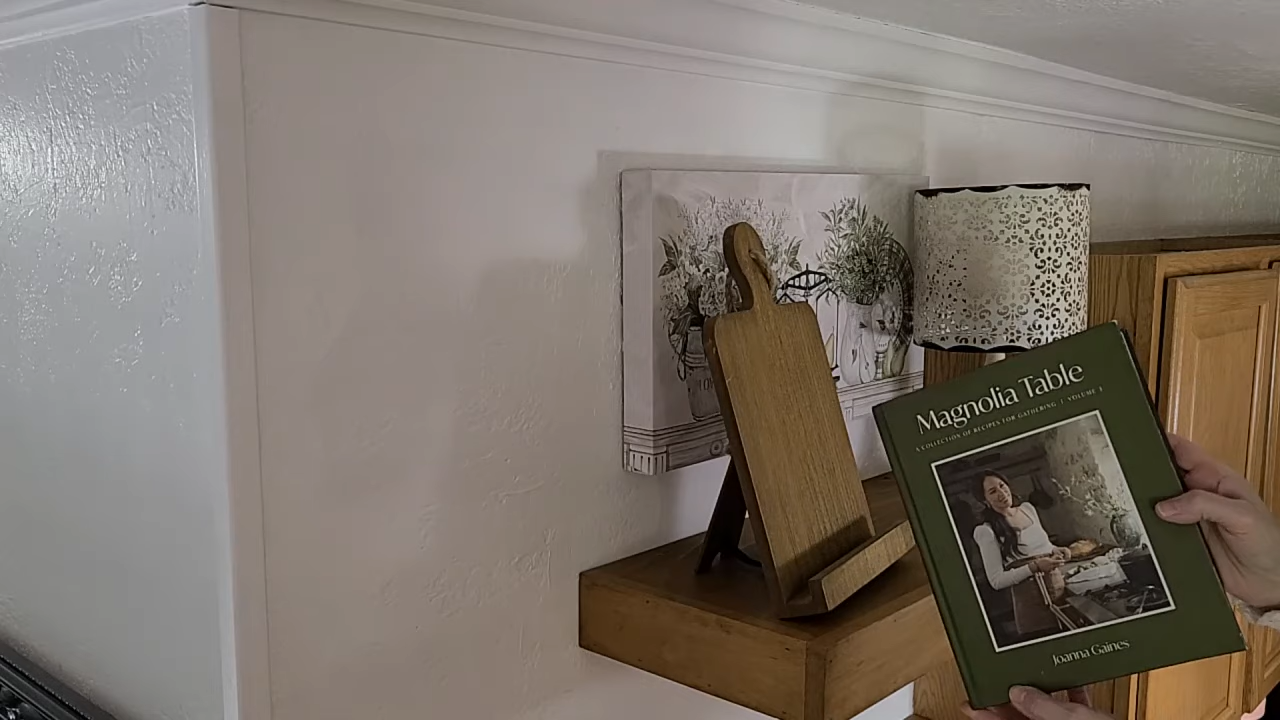 Magnolia Table
A COLLECTION OF RECIPES FOR GATHERING | VOLUME 3
Joanna Gaines